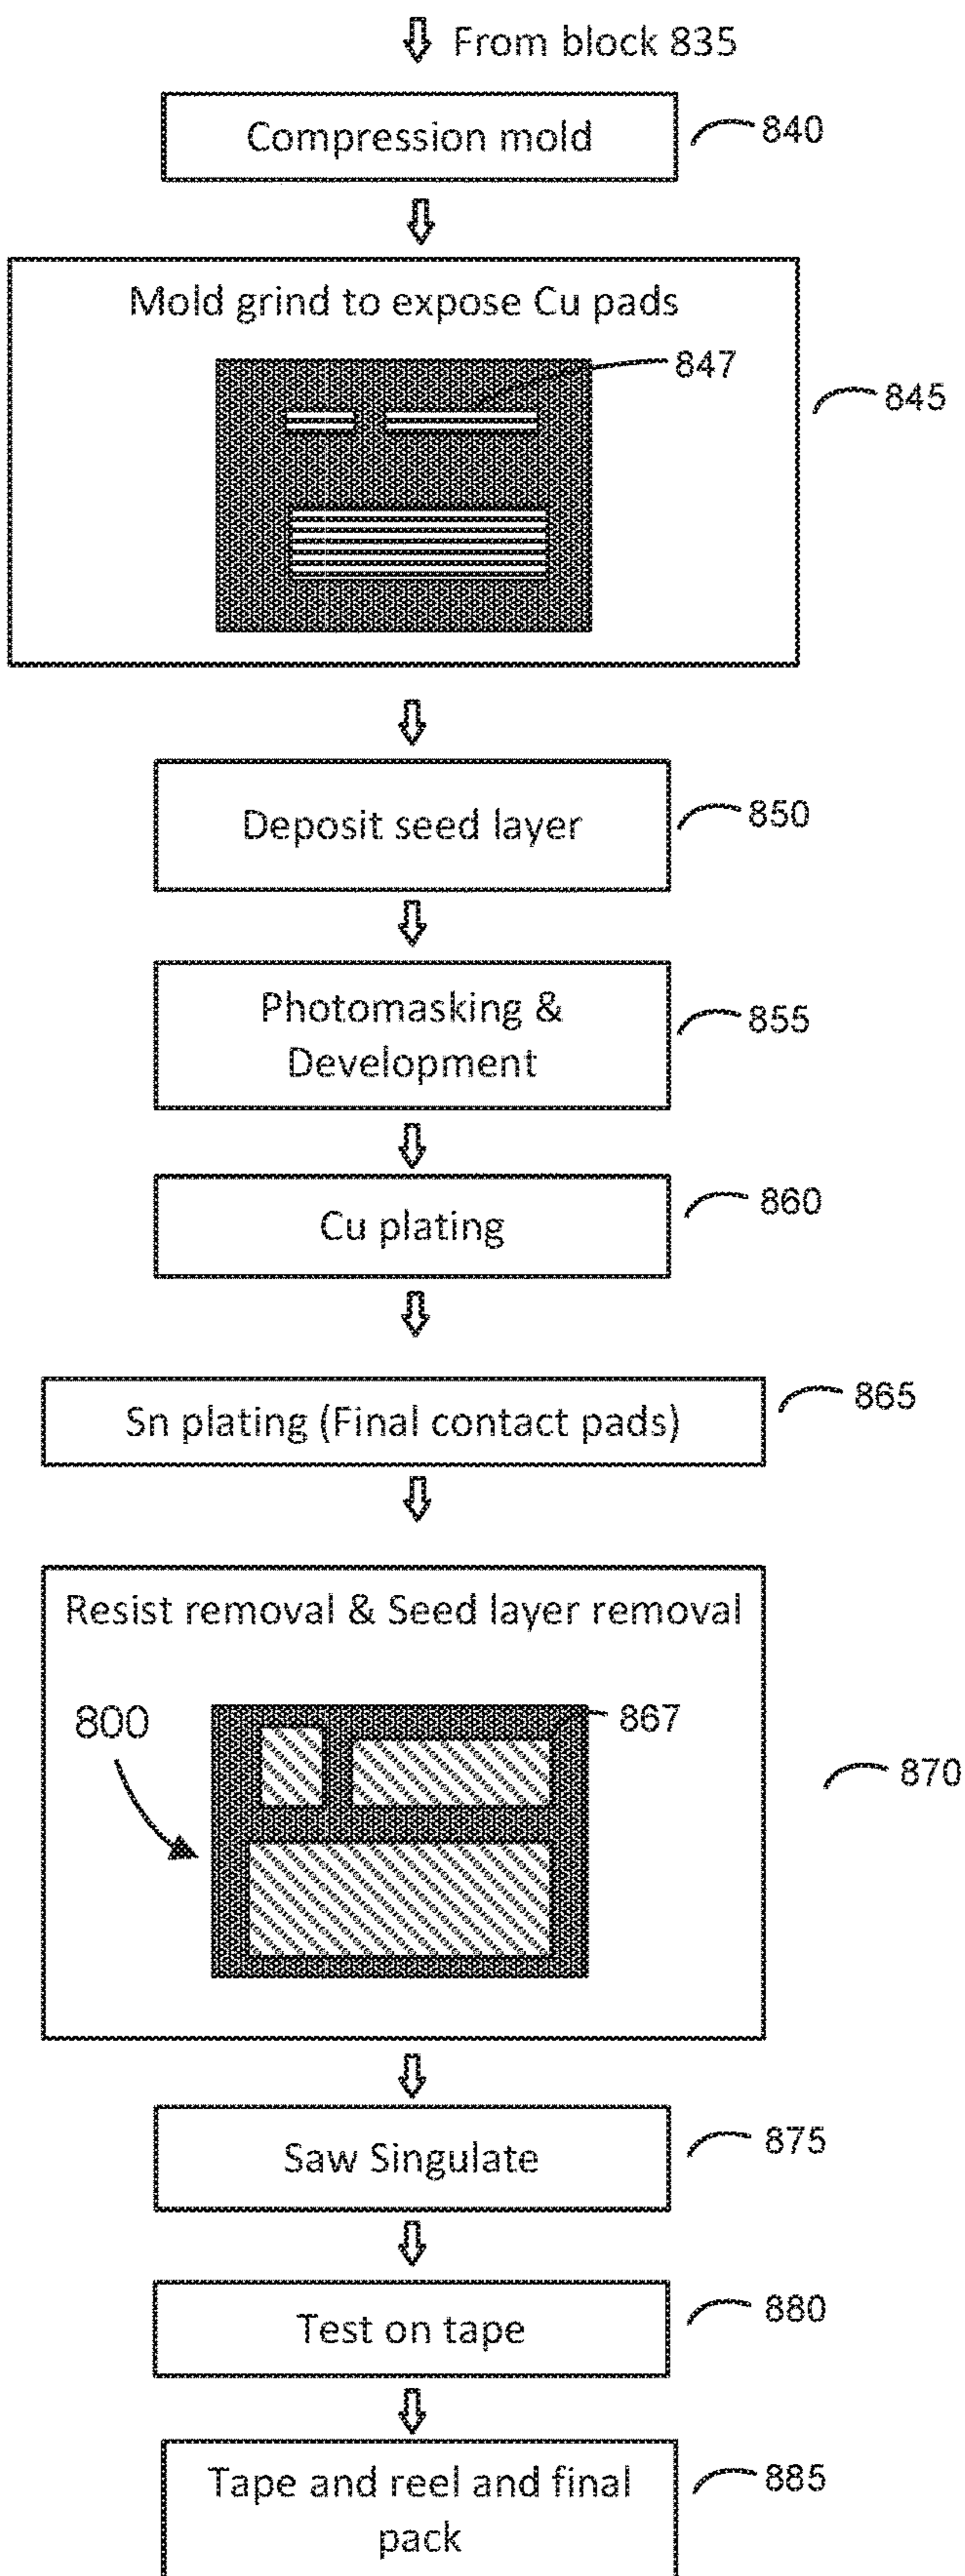 From block 835
Compression mold
840
Mold grind to expose Cu pads
847
845
Deposit seed layer
850
Photomasking &
Development
855
Cu plating
860
Sn plating (Final contact pads)
865
Resist removal & Seed layer removal
800
867
870
Saw Singulate
875
Test on tape
880
Tape and reel and final
pack
885